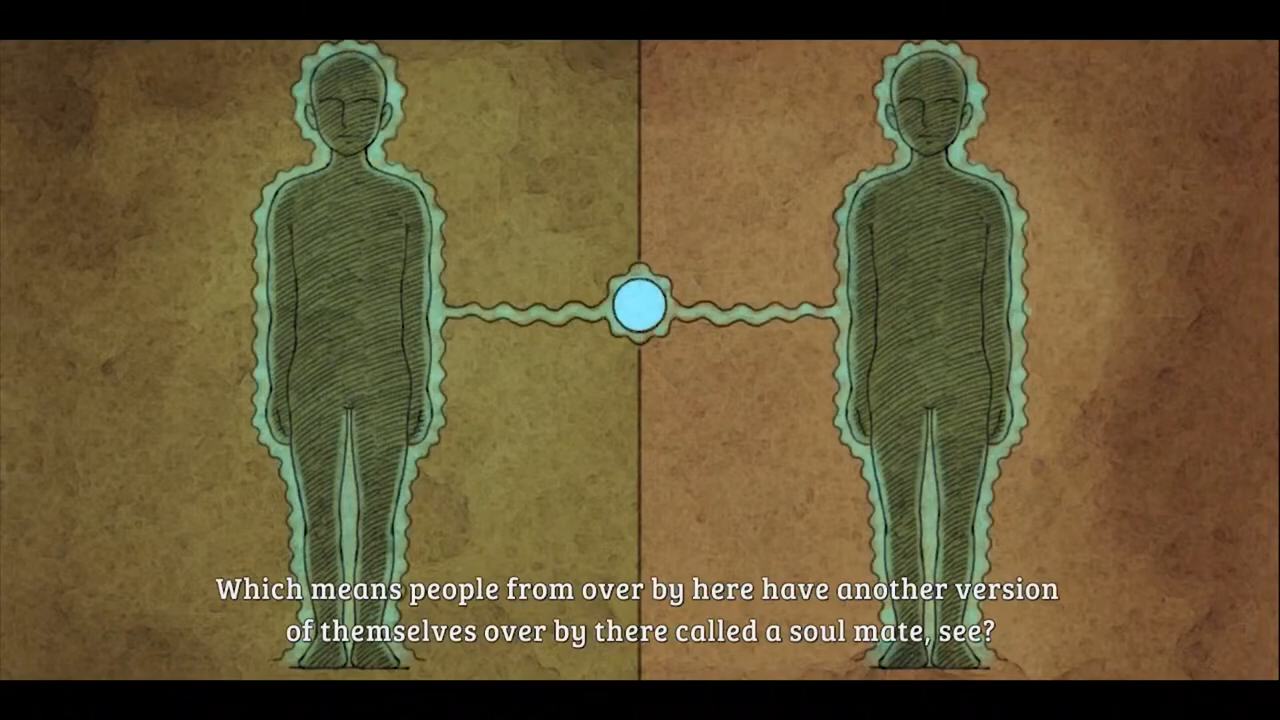 Which means people from over by here have another version
of themselves over by there called a soul mate, see?